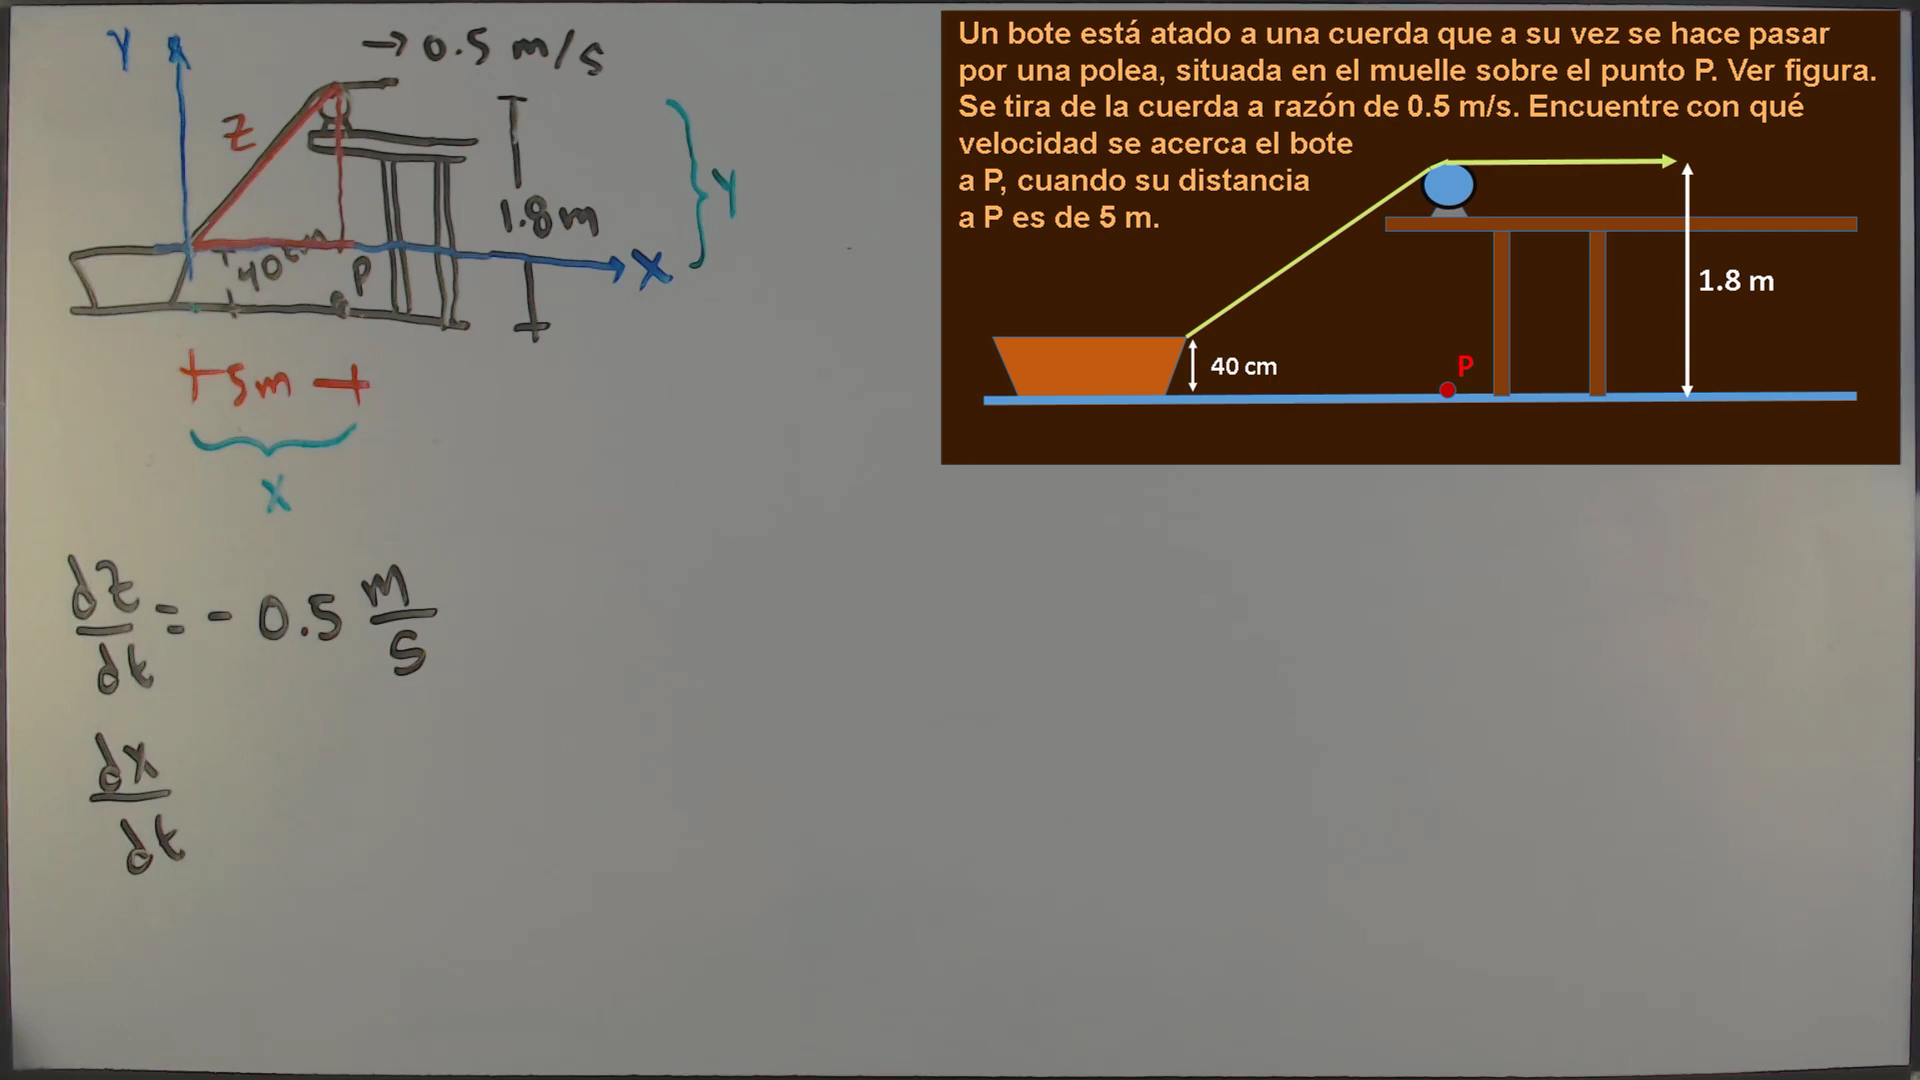 Y
→ 0.5 m/s
Z
1.8 m
Y
40 cm
P
X
5m
X
dz/dt = - 0.5 m/s
dx/dt
Un bote está atado a una cuerda que a su vez se hace pasar
por una polea, situada en el muelle sobre el punto P. Ver figura.
Se tira de la cuerda a razón de 0.5 m/s. Encuentre con qué
velocidad se acerca el bote
a P, cuando su distancia
a P es de 5 m.
1.8 m
40 cm
P